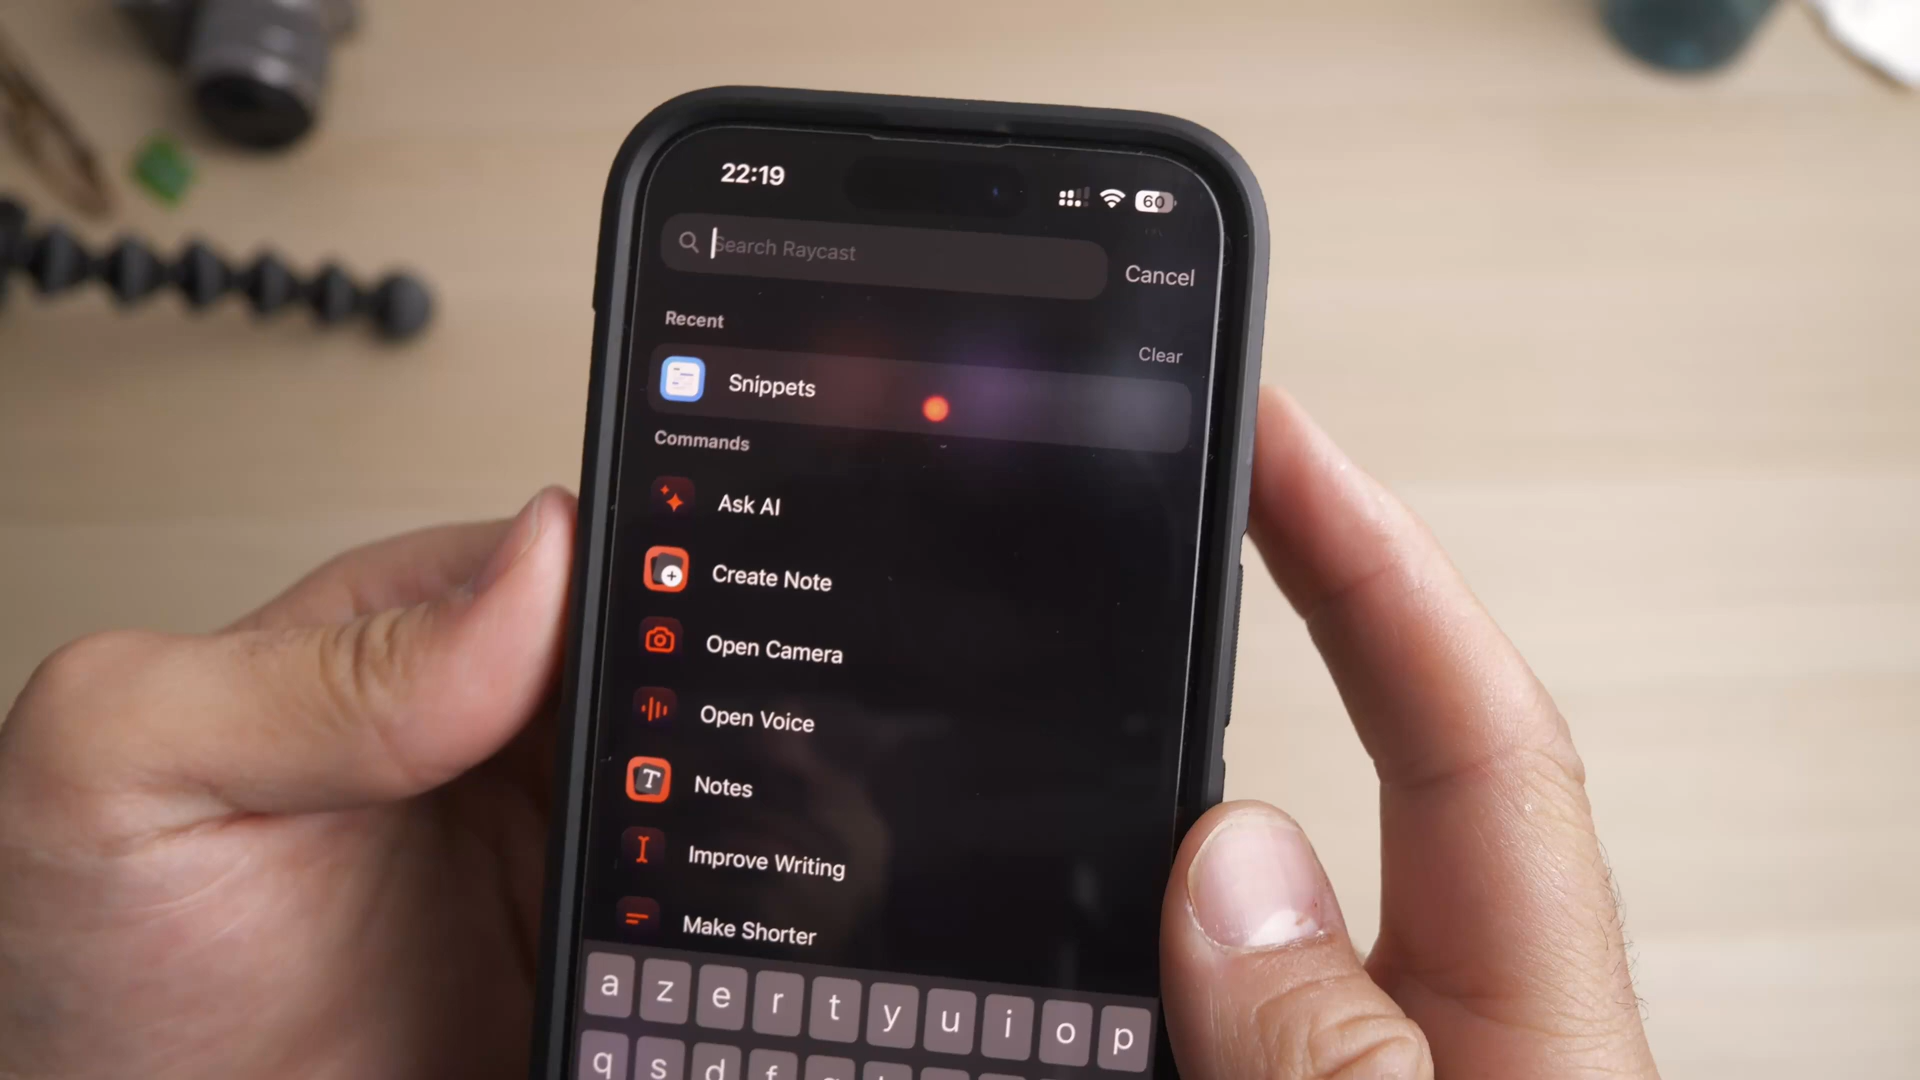 22:19
60
Search Raycast
Cancel
Recent
Clear
Snippets
Commands
Ask AI
Create Note
Open Camera
Open Voice
T
Notes
Improve Writing
Make Shorter
a z e r t y u i o p
q s d f